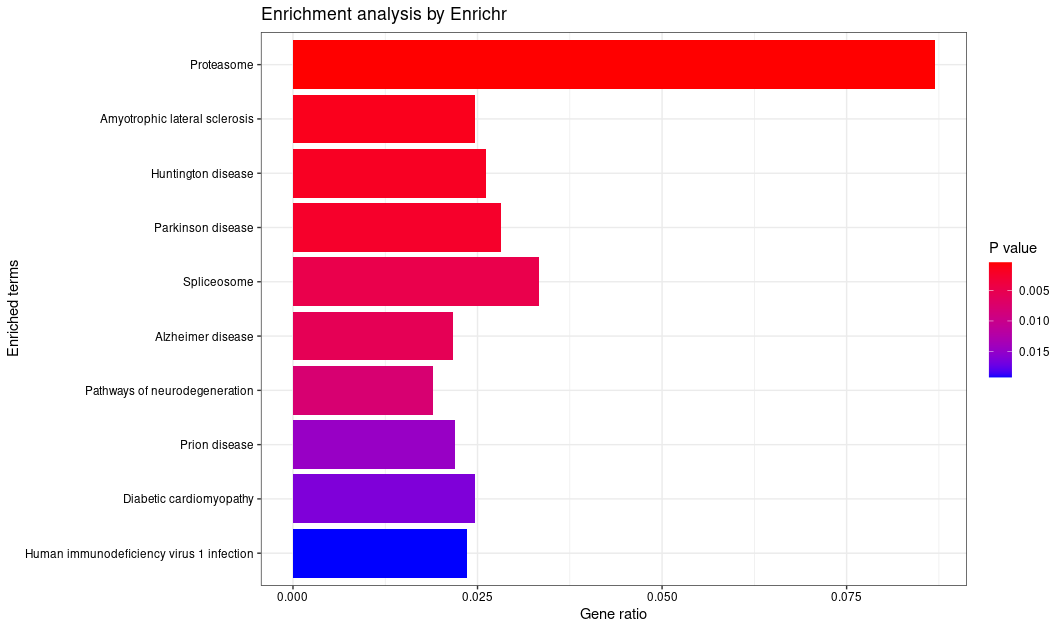 Enrichment analysis by Enrichr
Enriched terms
Proteasome
Amyotrophic lateral sclerosis
Huntington disease
Parkinson disease
Spliceosome
Alzheimer disease
Pathways of neurodegeneration
Prion disease
Diabetic cardiomyopathy
Human immunodeficiency virus 1 infection
0.000 0.025 0.050 0.075
Gene ratio
P value
0.005
0.010
0.015